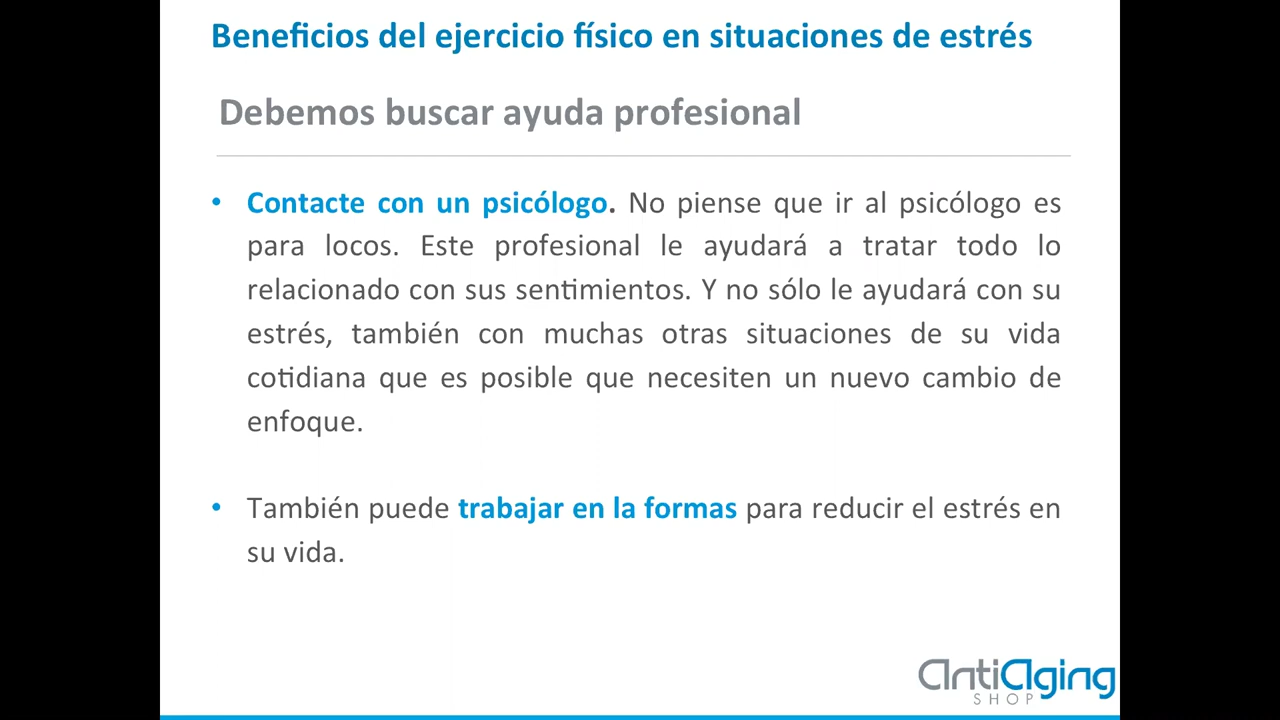 Beneficios del ejercicio físico en situaciones de estrés
Debemos buscar ayuda profesional
• Contacte con un psicólogo. No piense que ir al psicólogo es
para locos. Este profesional le ayudará a tratar todo lo
relacionado con sus sentimientos. Y no sólo le ayudará con su
estrés, también con muchas otras situaciones de su vida
cotidiana que es posible que necesiten un nuevo cambio de
enfoque.
• También puede trabajar en la formas para reducir el estrés en
su vida.
antiaging
SHOP